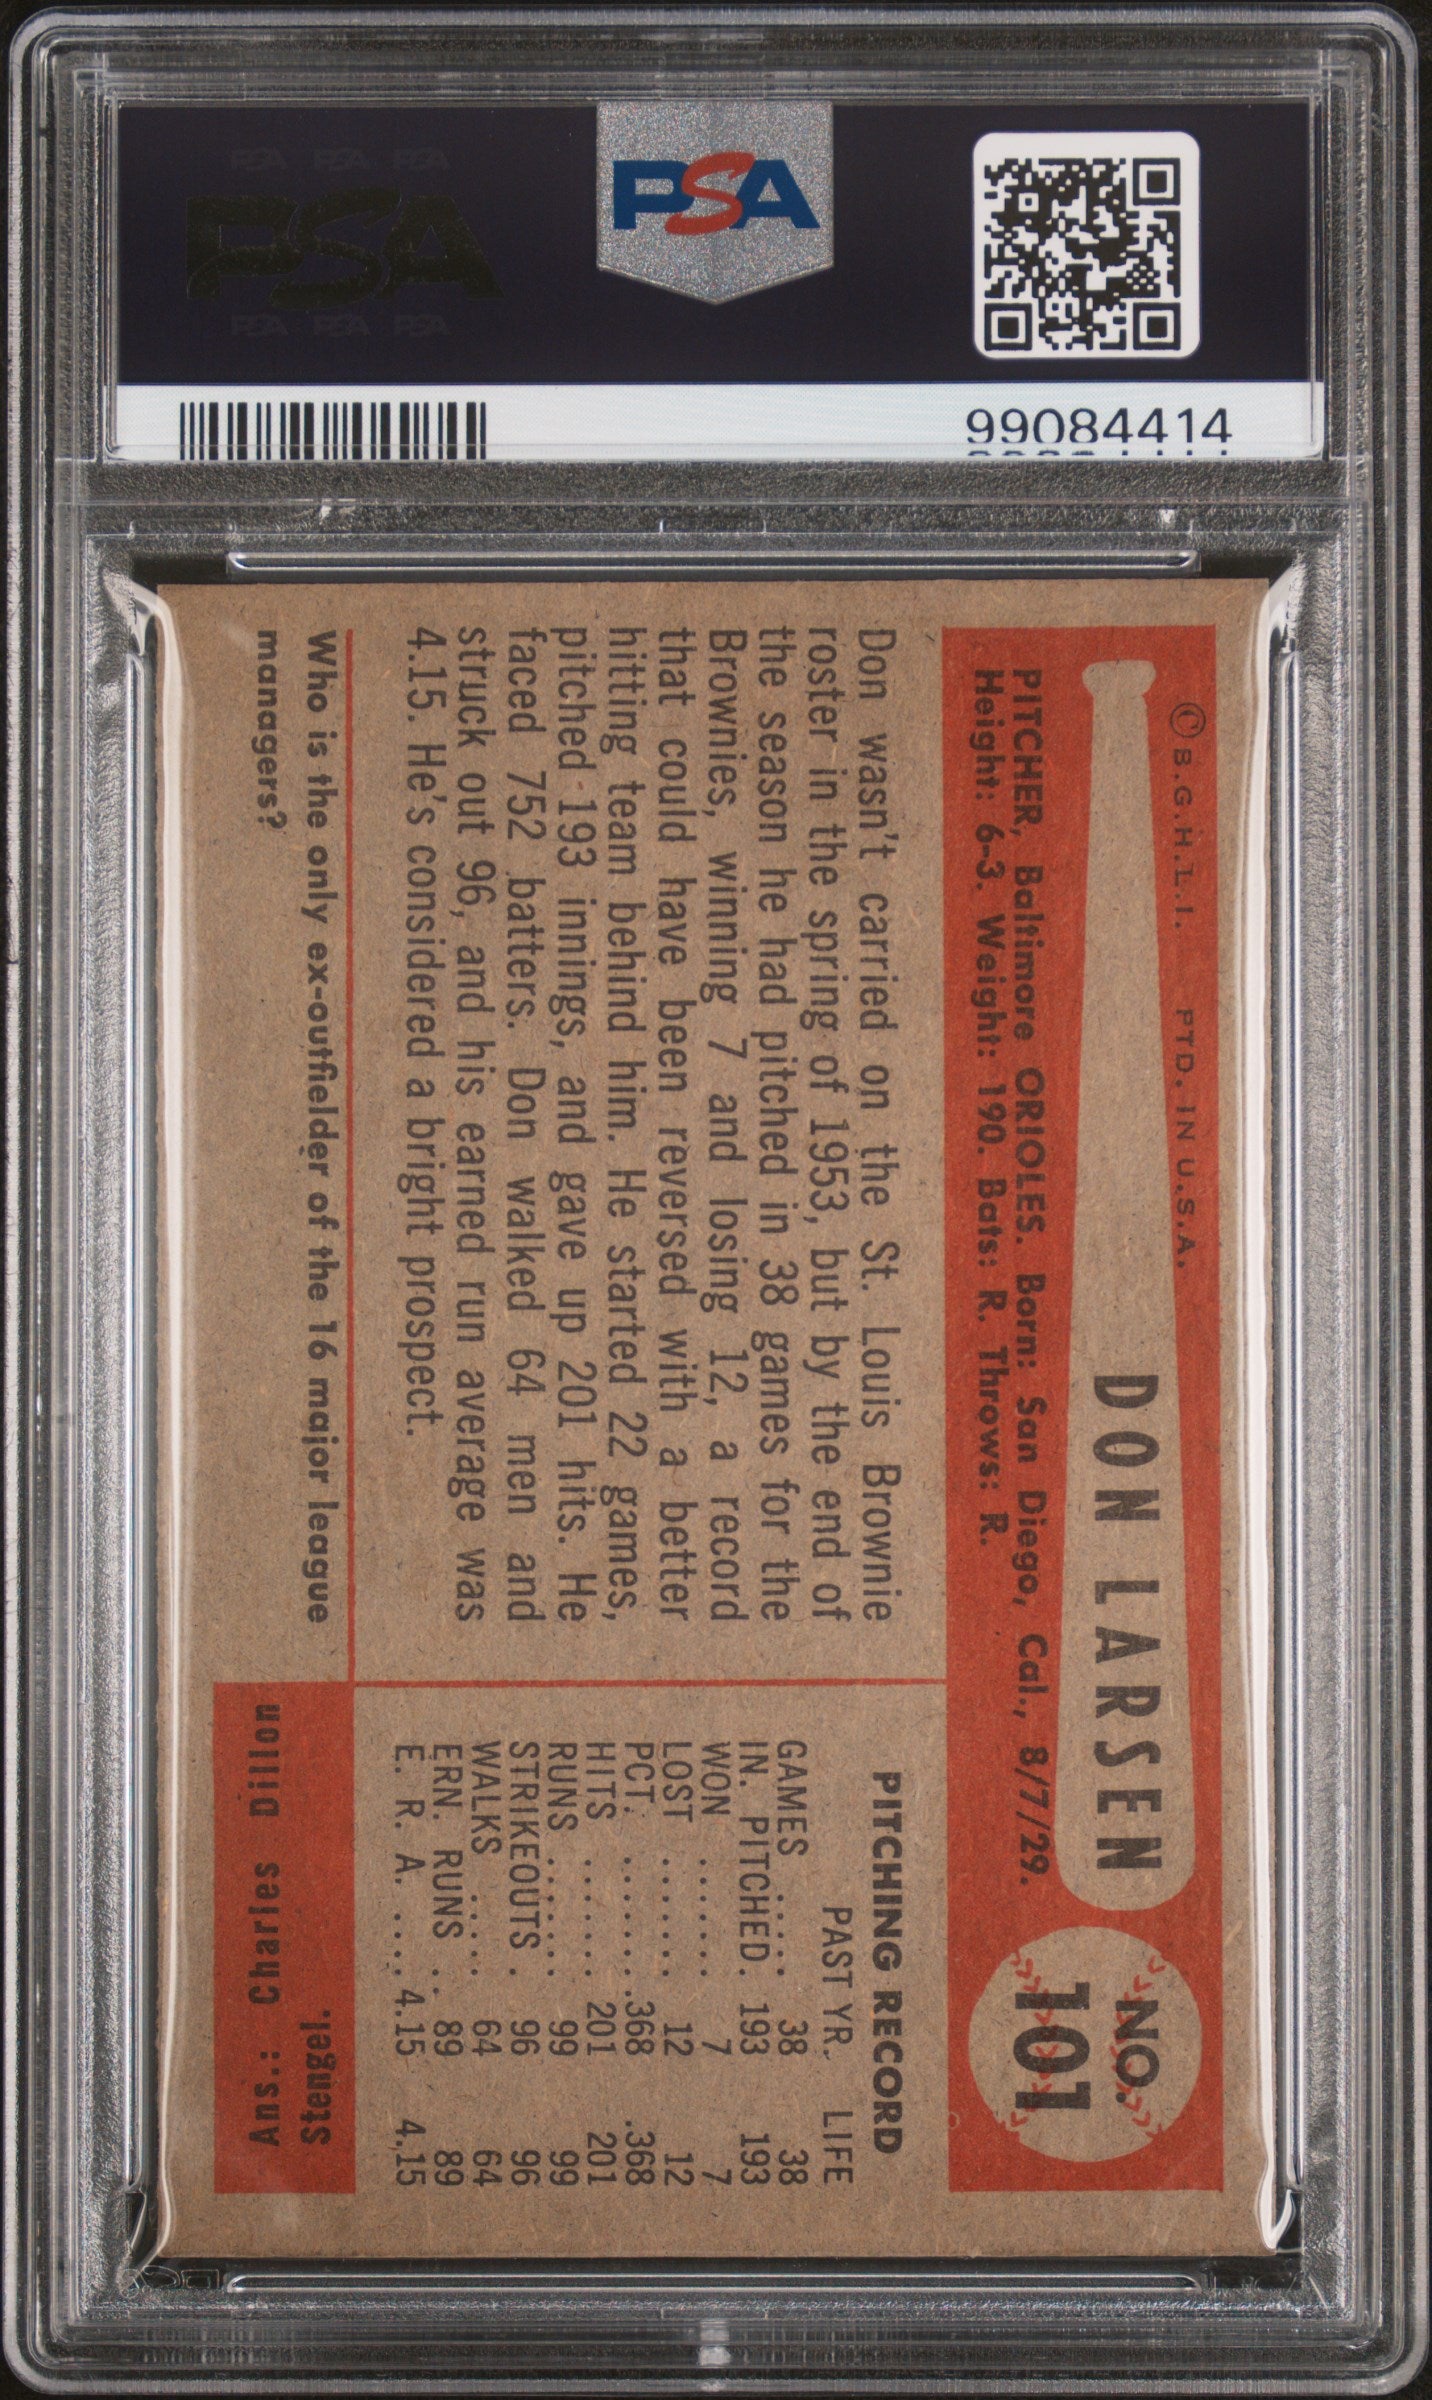 PSA PSA PSA
PSA
PSA PSA PSA
PSA
99084414
© B.G.H.L.I. PTD. IN U.S.A.
DON LARSEN
NO.
101
PITCHER, Baltimore ORIOLES. Born: San Diego, Cal., 8/7/29.
Height: 6-3. Weight: 190. Bats: R. Throws: R.
Don wasn't carried on the St. Louis Brownie
roster in the spring of 1953, but by the end of
the season he had pitched in 38 games for the
Brownies, winning 7 and losing 12, a record
that could have been reversed with a better
hitting team behind him. He started 22 games,
pitched 193 innings, and gave up 201 hits. He
faced 752 batters. Don walked 64 men and
struck out 96, and his earned run average was
4.15. He's considered a bright prospect.
PITCHING RECORD
PAST YR. LIFE
GAMES ..... 38 38
IN. PITCHED. 193 193
WON ....... 7 7
LOST ....... 12 12
PCT. ....... .368 .368
HITS ....... 201 201
RUNS ...... 99 99
STRIKEOUTS . 96 96
WALKS .... 64 64
ERN. RUNS .. 89 89
E. R. A. .... 4.15 4.15
Who is the only ex-outfielder of the 16 major league
managers?
Ans.: Charles Dillon
Stengel.